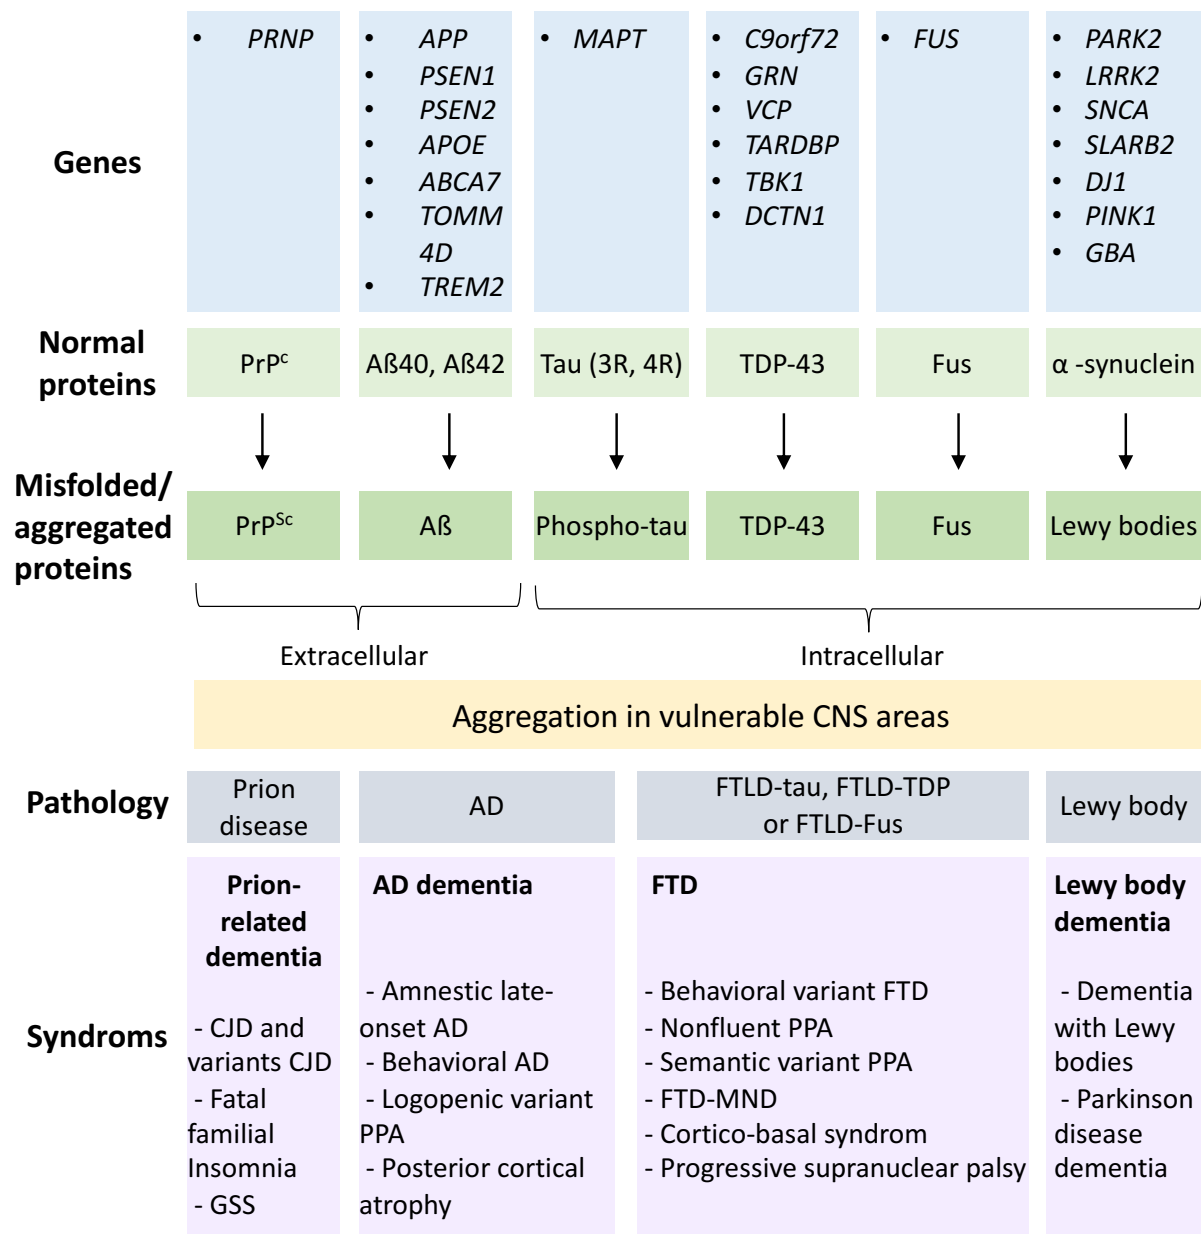 Genes
• PRNP
• APP
• PSEN1
• PSEN2
• APOE
• ABCA7
• TOMM
4D
• TREM2
• MAPT
• C9orf72
• GRN
• VCP
• TARDBP
• TBK1
• DCTN1
• FUS
• PARK2
• LRRK2
• SNCA
• SLARB2
• DJ1
• PINK1
• GBA
Normal
proteins
PrPᶜ
Aß40, Aß42
Tau (3R, 4R)
TDP-43
Fus
α -synuclein
Misfolded/
aggregated
proteins
PrPˢᶜ
Aß
Phospho-tau
TDP-43
Fus
Lewy bodies
Extracellular
Intracellular
Aggregation in vulnerable CNS areas
Pathology
Prion
disease
AD
FTLD-tau, FTLD-TDP
or FTLD-Fus
Lewy body
Syndroms
Prion-
related
dementia
- CJD and
variants CJD
- Fatal
familial
Insomnia
- GSS
AD dementia
- Amnestic late-
onset AD
- Behavioral AD
- Logopenic variant
PPA
- Posterior cortical
atrophy
FTD
- Behavioral variant FTD
- Nonfluent PPA
- Semantic variant PPA
- FTD-MND
- Cortico-basal syndrom
- Progressive supranuclear palsy
Lewy body
dementia
- Dementia
with Lewy
bodies
- Parkinson
disease
dementia